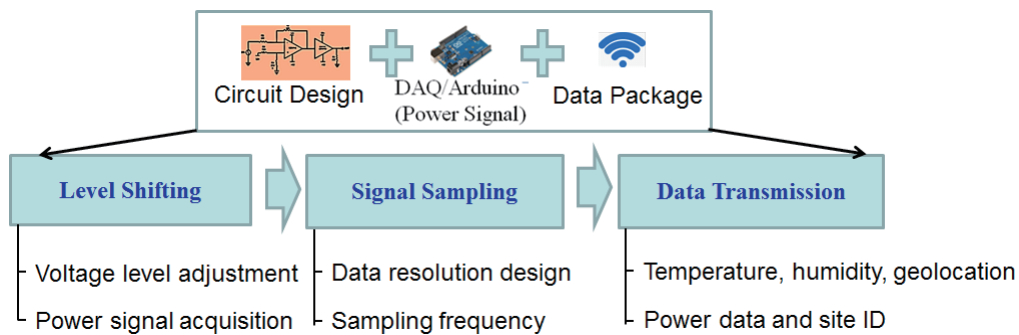 Circuit Design
DAQ/Arduino
(Power Signal)
Data Package
Level Shifting
Signal Sampling
Data Transmission
Voltage level adjustment
Power signal acquisition
Data resolution design
Sampling frequency
Temperature, humidity, geolocation
Power data and site ID